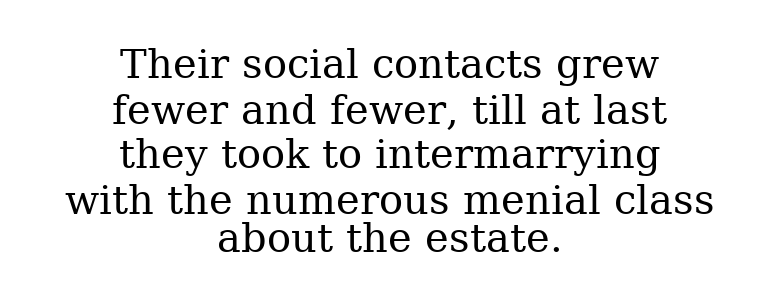 Their social contacts grew
fewer and fewer, till at last
they took to intermarrying
with the numerous menial class
about the estate.